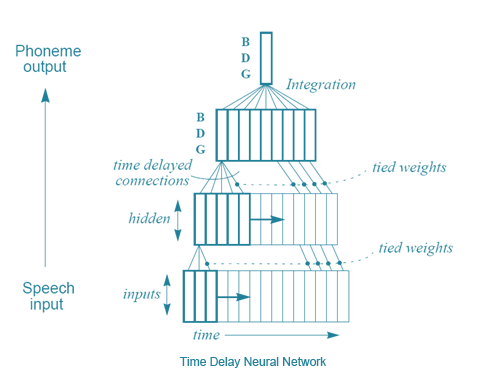 Phoneme
output
B
D
G
Integration
B
D
G
time delayed
connections
tied weights
hidden
tied weights
Speech
input
inputs
time
Time Delay Neural Network